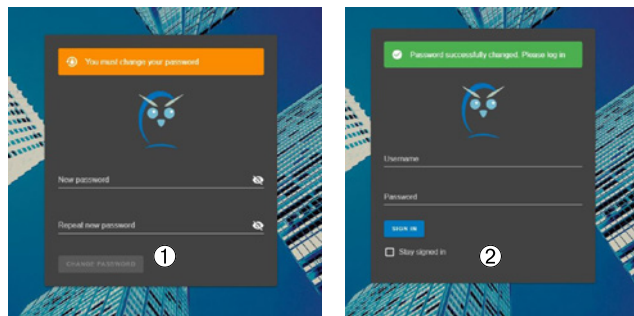 You must change your password
New password
Repeat new password
CHANGE PASSWORD
1
Password successfully changed. Please log in
Username
Password
SIGN IN
Stay signed in
2